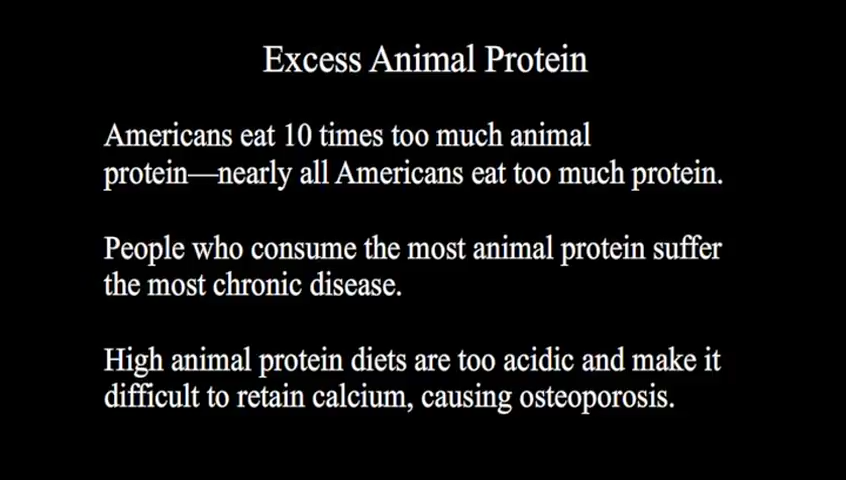 Excess Animal Protein
Americans eat 10 times too much animal
protein—nearly all Americans eat too much protein.
People who consume the most animal protein suffer
the most chronic disease.
High animal protein diets are too acidic and make it
difficult to retain calcium, causing osteoporosis.